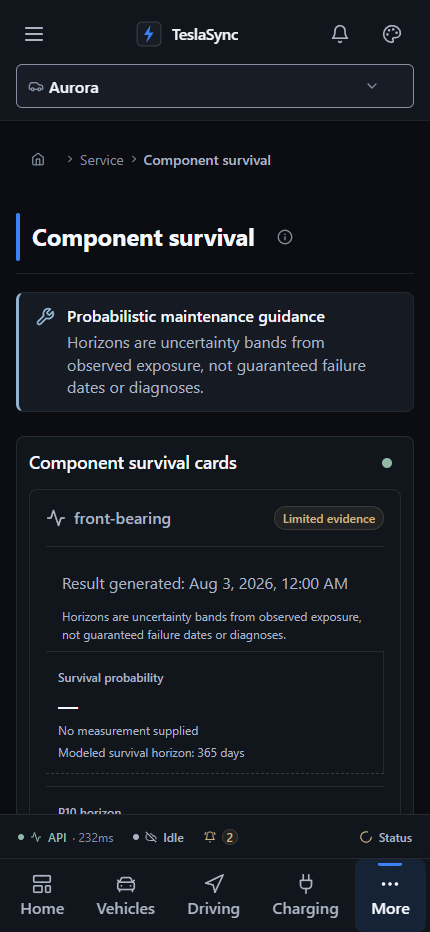 TeslaSync
Aurora
Service
Component survival
Component survival
Probabilistic maintenance guidance
Horizons are uncertainty bands from
observed exposure, not guaranteed failure
dates or diagnoses.
Component survival cards
front-bearing
Limited evidence
Result generated: Aug 3, 2026, 12:00 AM
Horizons are uncertainty bands from observed exposure,
not guaranteed failure dates or diagnoses.
Survival probability
—
No measurement supplied
Modeled survival horizon: 365 days
P10 horizon
API · 232ms
Idle
2
Status
Home
Vehicles
Driving
Charging
More